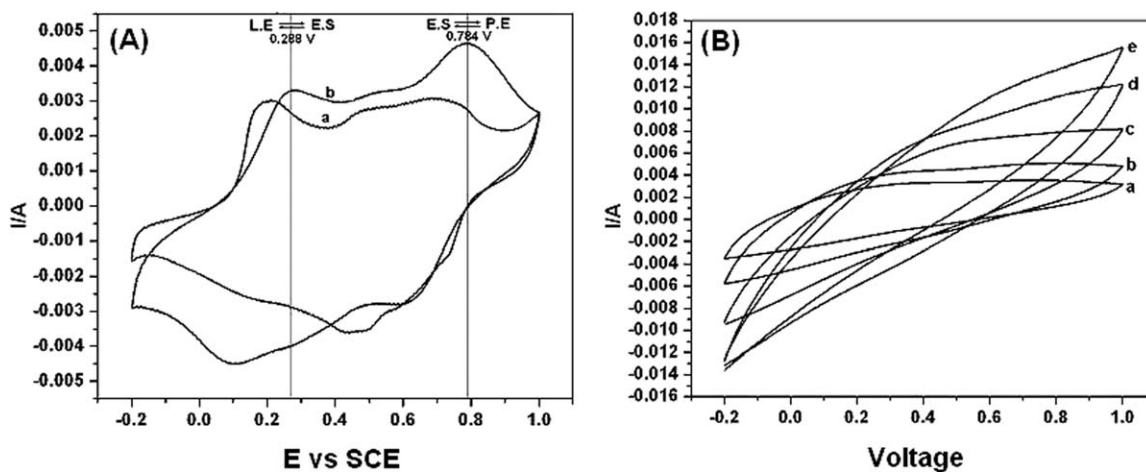 (A)
L.E ⇌ E.S
0.288 V
E.S ⇌ P.E
0.784 V
b
a
I/A
0.005
0.004
0.003
0.002
0.001
0.000
-0.001
-0.002
-0.003
-0.004
-0.005
-0.2 0.0 0.2 0.4 0.6 0.8 1.0
E vs SCE
(B)
e
d
c
b
a
I/A
0.018
0.016
0.014
0.012
0.010
0.008
0.006
0.004
0.002
0.000
-0.002
-0.004
-0.006
-0.008
-0.010
-0.012
-0.014
-0.016
-0.2 0.0 0.2 0.4 0.6 0.8 1.0
Voltage